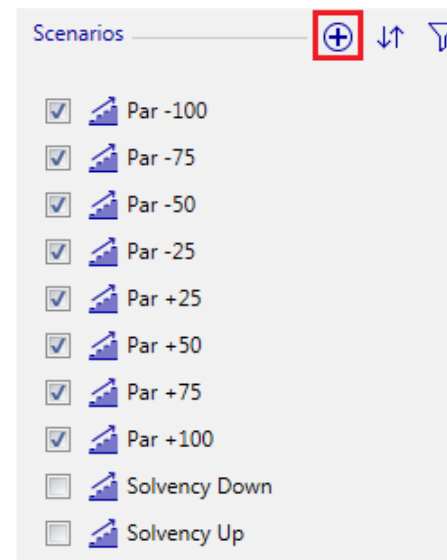 Scenarios
Par -100
Par -75
Par -50
Par -25
Par +25
Par +50
Par +75
Par +100
Solvency Down
Solvency Up